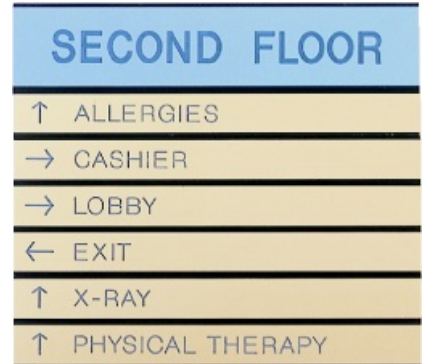 SECOND FLOOR
↑ ALLERGIES
→ CASHIER
→ LOBBY
← EXIT
↑ X-RAY
↑ PHYSICAL THERAPY